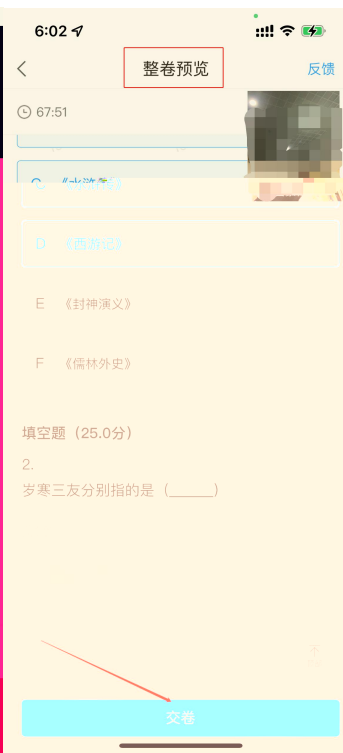 6:02
整卷预览
反馈
67:51
C 《水浒传》
D 《西游记》
E 《封神演义》
F 《儒林外史》
填空题（25.0分）
2.
岁寒三友分别指的是（______）
交卷